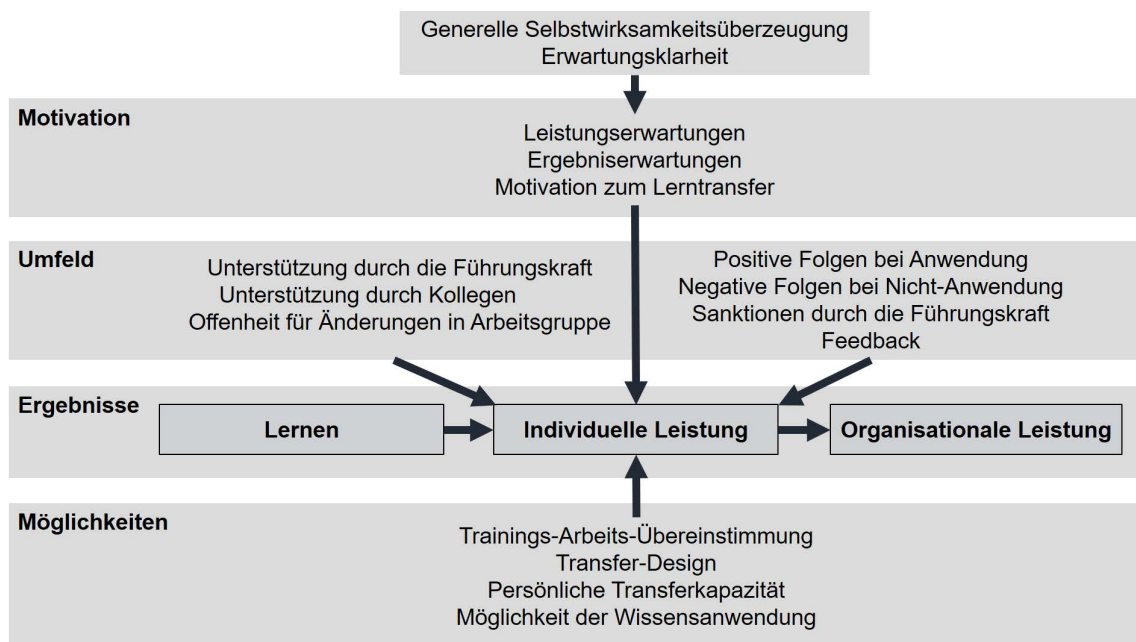 Generelle Selbstwirksamkeitsüberzeugung
Erwartungsklarheit
Motivation
Leistungserwartungen
Ergebniserwartungen
Motivation zum Lerntransfer
Umfeld
Unterstützung durch die Führungskraft
Unterstützung durch Kollegen
Offenheit für Änderungen in Arbeitsgruppe
Positive Folgen bei Anwendung
Negative Folgen bei Nicht-Anwendung
Sanktionen durch die Führungskraft
Feedback
Ergebnisse
Lernen
Individuelle Leistung
Organisationale Leistung
Möglichkeiten
Trainings-Arbeits-Übereinstimmung
Transfer-Design
Persönliche Transferkapazität
Möglichkeit der Wissensanwendung